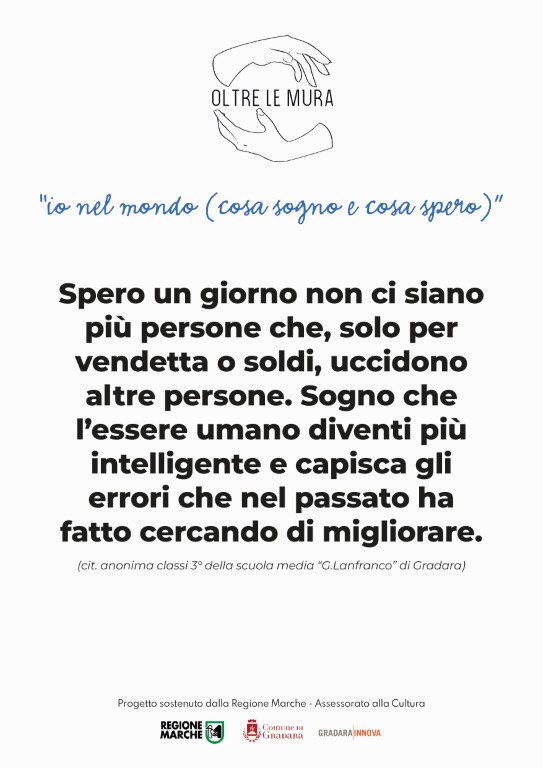 OLTRE LE MURA
"io nel mondo (cosa sogno e cosa spero)"
Spero un giorno non ci siano
più persone che, solo per
vendetta o soldi, uccidono
altre persone. Sogno che
l'essere umano diventi più
intelligente e capisca gli
errori che nel passato ha
fatto cercando di migliorare.
(cit. anonima classi 3° della scuola media “G.Lanfranco” di Gradara)
Progetto sostenuto dalla Regione Marche - Assessorato alla Cultura
REGIONE
MARCHE
Comune di
Gradara
GRADARA|INNOVA